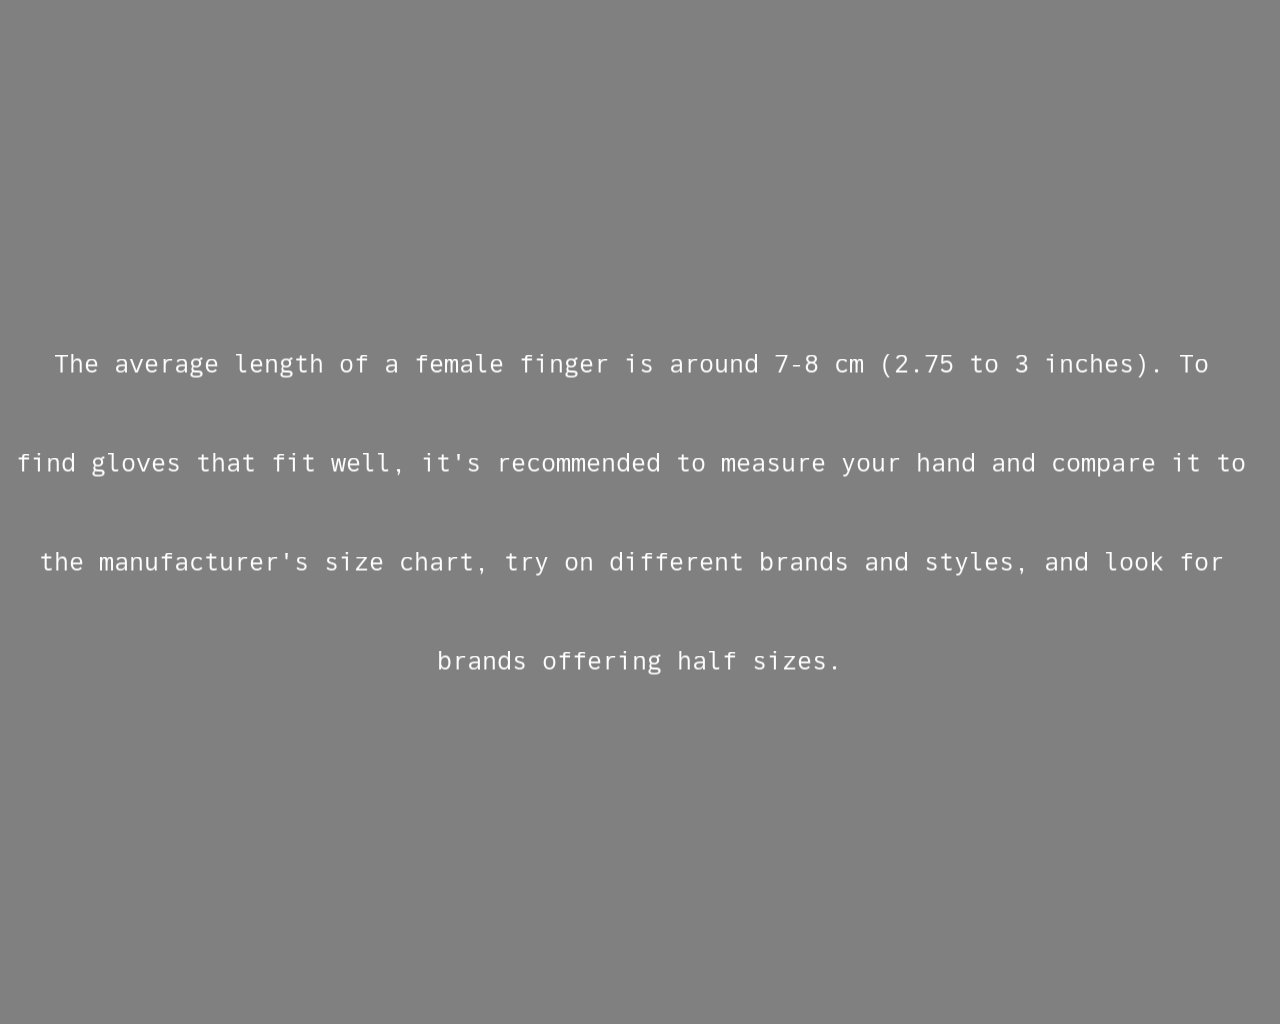 The average length of a female finger is around 7-8 cm (2.75 to 3 inches). To
find gloves that fit well, it's recommended to measure your hand and compare it to
the manufacturer's size chart, try on different brands and styles, and look for
brands offering half sizes.